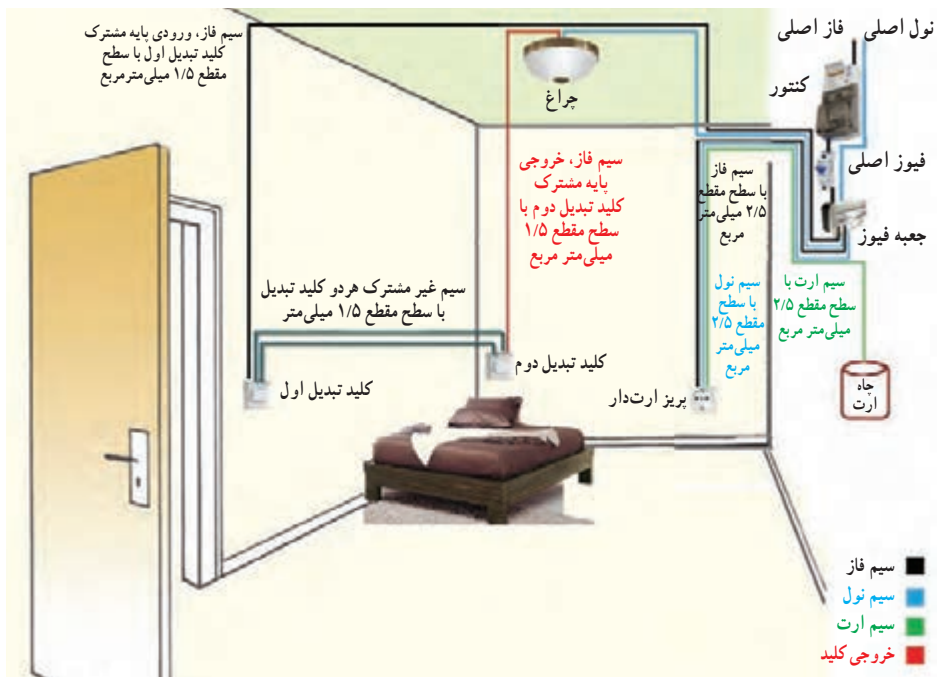 سیم فاز، ورودی پایه مشترک
کلید تبدیل اول با سطح
مقطع ۱/۵ میلی‌مترمربع
نول اصلی
فاز اصلی
کنتور
فیوز اصلی
جعبه فیوز
چراغ
سیم فاز، خروجی
پایه مشترک
کلید تبدیل دوم با
سطح مقطع ۱/۵
میلی‌متر مربع
سیم فاز
با سطح مقطع
۲/۵ میلی‌متر
مربع
سیم نول
با سطح
مقطع ۲/۵
میلی‌متر
مربع
سیم ارت با
سطح مقطع ۲/۵
میلی‌متر مربع
سیم غیر مشترک هردو کلید تبدیل
با سطح مقطع ۱/۵ میلی‌متر
کلید تبدیل دوم
کلید تبدیل اول
پریز ارت‌دار
چاه
ارت
سیم فاز
سیم نول
سیم ارت
خروجی کلید